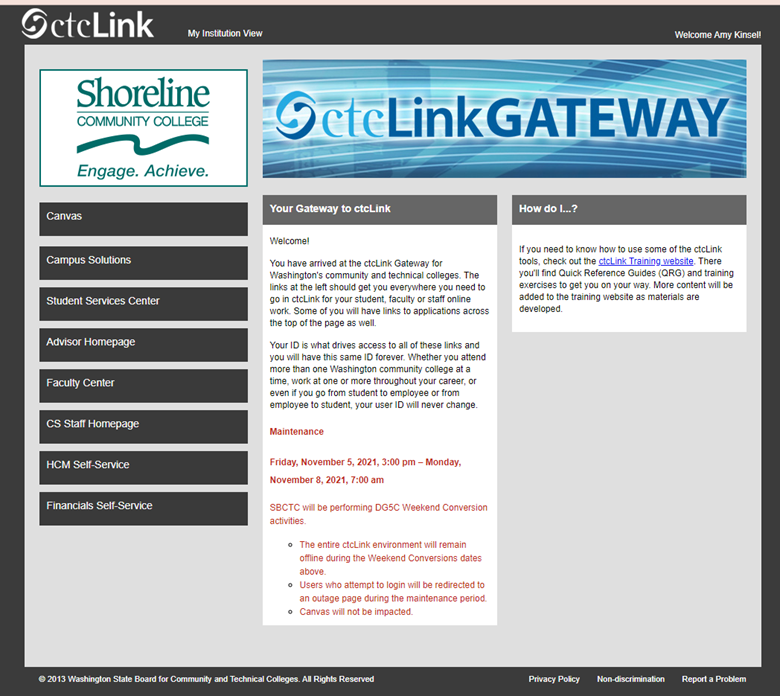 ctcLink
My Institution View
Welcome Amy Kinsel!
Shoreline
COMMUNITY COLLEGE
Engage. Achieve.
ctcLinkGATEWAY
Canvas
Campus Solutions
Student Services Center
Advisor Homepage
Faculty Center
CS Staff Homepage
HCM Self-Service
Financials Self-Service
Your Gateway to ctcLink
Welcome!
You have arrived at the ctcLink Gateway for
Washington's community and technical colleges. The
links at the left should get you everywhere you need to
go in ctcLink for your student, faculty or staff online
work. Some of you will have links to applications across
the top of the page as well.
Your ID is what drives access to all of these links and
you will have this same ID forever. Whether you attend
more than one Washington community college at a
time, work at one or more throughout your career, or
even if you go from student to employee or from
employee to student, your user ID will never change.
Maintenance
Friday, November 5, 2021, 3:00 pm – Monday,
November 8, 2021, 7:00 am
SBCTC will be performing DG5C Weekend Conversion
activities.
The entire ctcLink environment will remain
offline during the Weekend Conversions dates
above.
Users who attempt to login will be redirected to
an outage page during the maintenance period.
Canvas will not be impacted.
How do I...?
If you need to know how to use some of the ctcLink
tools, check out the ctcLink Training website. There
you'll find Quick Reference Guides (QRG) and training
exercises to get you on your way. More content will be
added to the training website as materials are
developed.
© 2013 Washington State Board for Community and Technical Colleges. All Rights Reserved
Privacy Policy
Non-discrimination
Report a Problem